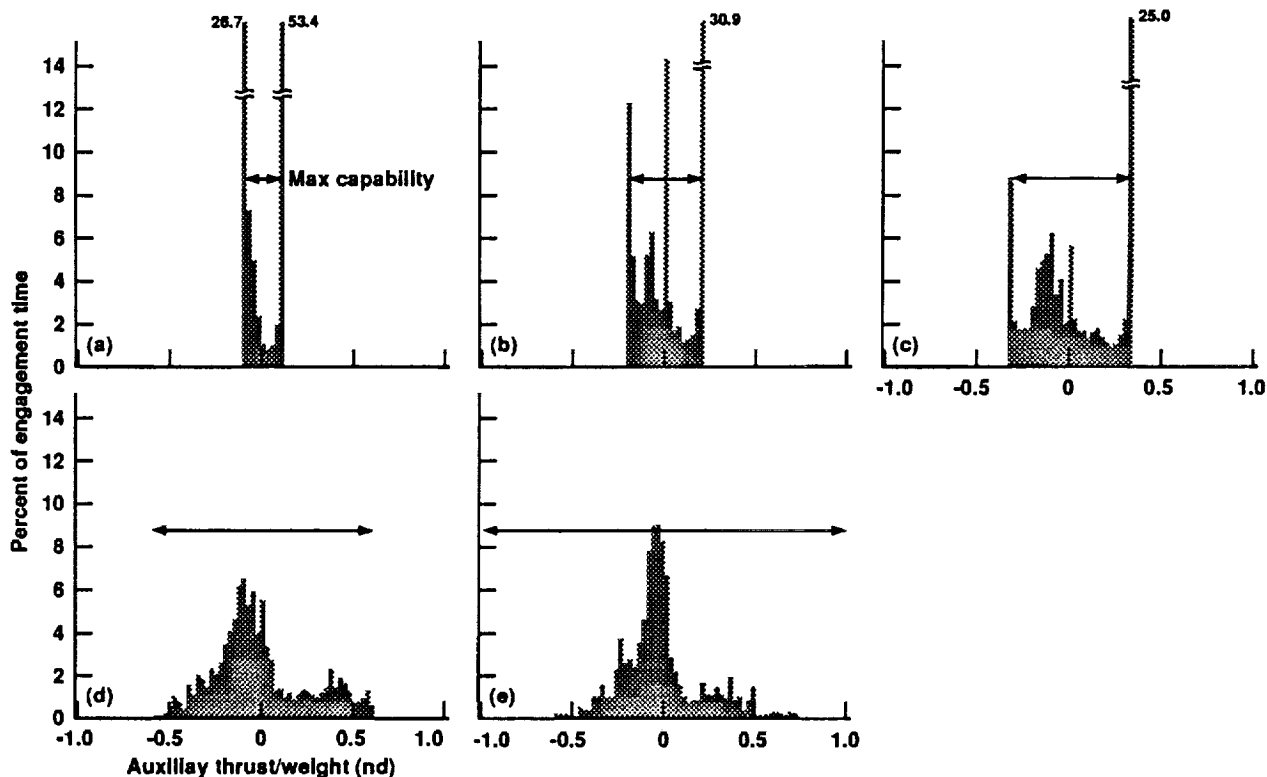 26.7 53.4 30.9 25.0
14
12
10
Max capability
8
6
4
2
(a) (b) (c)
0
-1.0 -0.5 0 0.5 1.0
Percent of engagement time
14
12
10
8
6
4
2
(d) (e)
0
-1.0 -0.5 0 0.5 1.0 -1.0 -0.5 0 0.5 1.0
Auxiliay thrust/weight (nd)